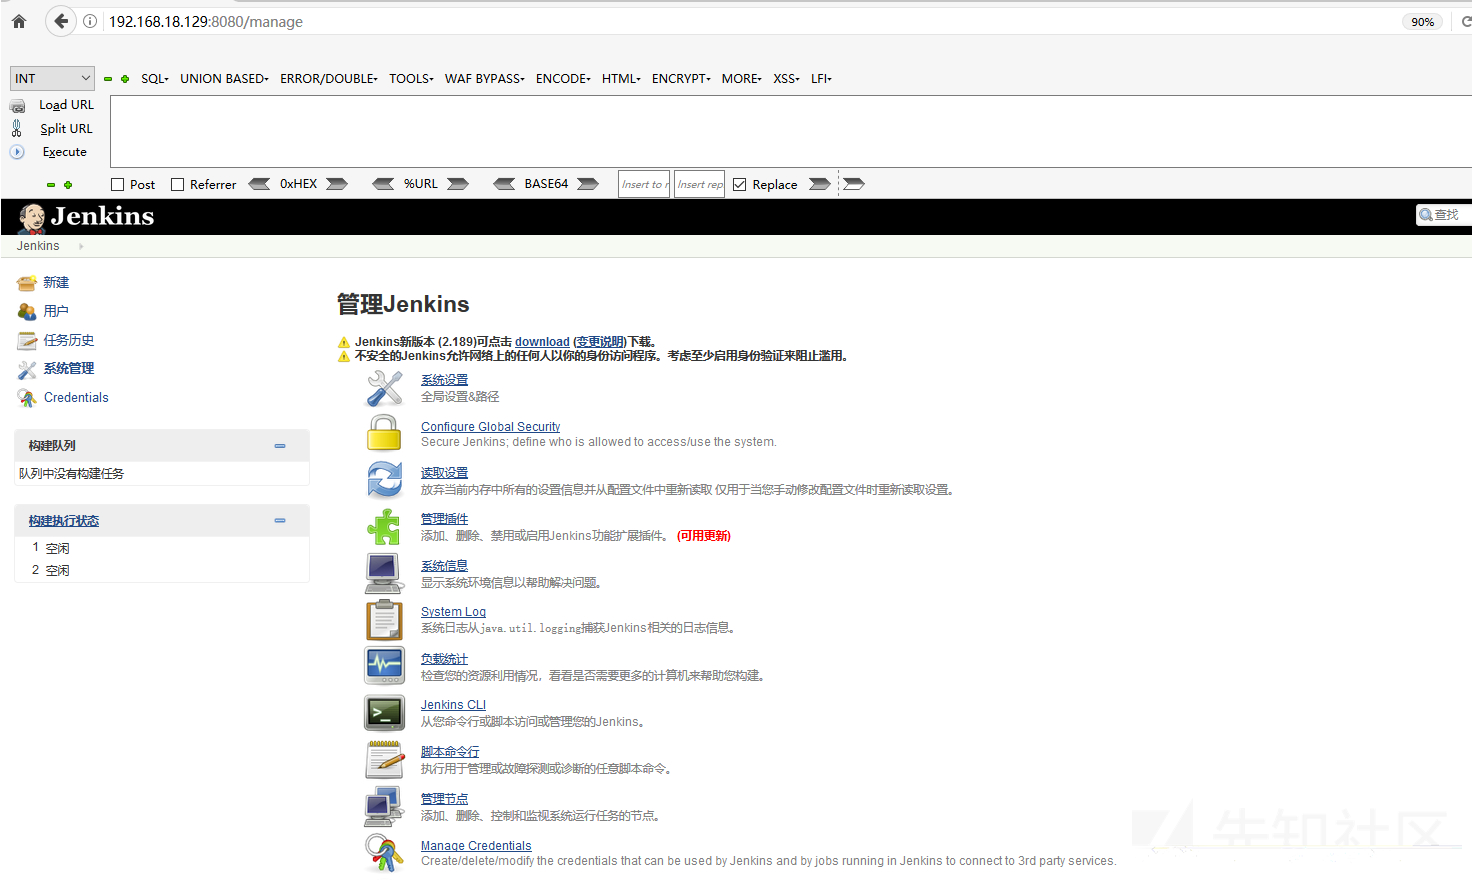 192.168.18.129:8080/manage
90%
INT
SQL
UNION BASED
ERROR/DOUBLE
TOOLS
WAF BYPASS
ENCODE
HTML
ENCRYPT
MORE
XSS
LFI
Load URL
Split URL
Execute
Post
Referrer
0xHEX
%URL
BASE64
Insert to r
Insert rep
Replace
Jenkins
查找
Jenkins
新建
用户
任务历史
系统管理
Credentials
构建队列
队列中没有构建任务
构建执行状态
1 空闲
2 空闲
管理Jenkins
Jenkins新版本 (2.189)可点击 download (变更说明)下载。
不安全的Jenkins允许网络上的任何人以你的身份访问程序。考虑至少启用身份验证来阻止滥用。
系统设置
全局设置&路径
Configure Global Security
Secure Jenkins; define who is allowed to access/use the system.
读取设置
放弃当前内存中所有的设置信息并从配置文件中重新读取 仅用于当您手动修改配置文件时重新读取设置。
管理插件
添加、删除、禁用或启用Jenkins功能扩展插件。 (可用更新)
系统信息
显示系统环境信息以帮助解决问题。
System Log
系统日志从java.util.logging捕获Jenkins相关的日志信息。
负载统计
检查您的资源利用情况，看看是否需要更多的计算机来帮助您构建。
Jenkins CLI
从您命令行或脚本访问或管理您的Jenkins。
脚本命令行
执行用于管理或故障探测或诊断的任意脚本命令。
管理节点
添加、删除、控制和监视系统运行任务的节点。
Manage Credentials
Create/delete/modify the credentials that can be used by Jenkins and by jobs running in Jenkins to connect to 3rd party services.
先知社区